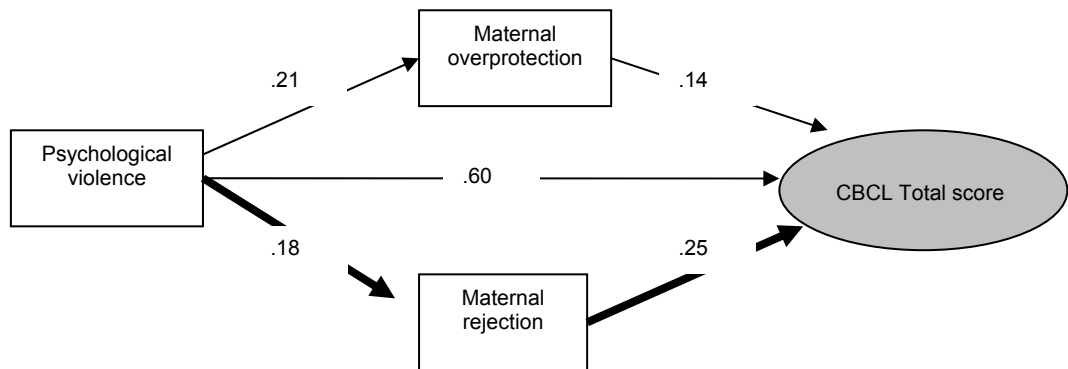 Maternal
overprotection
.21
.14
Psychological
violence
.60
CBCL Total score
.18
.25
Maternal
rejection